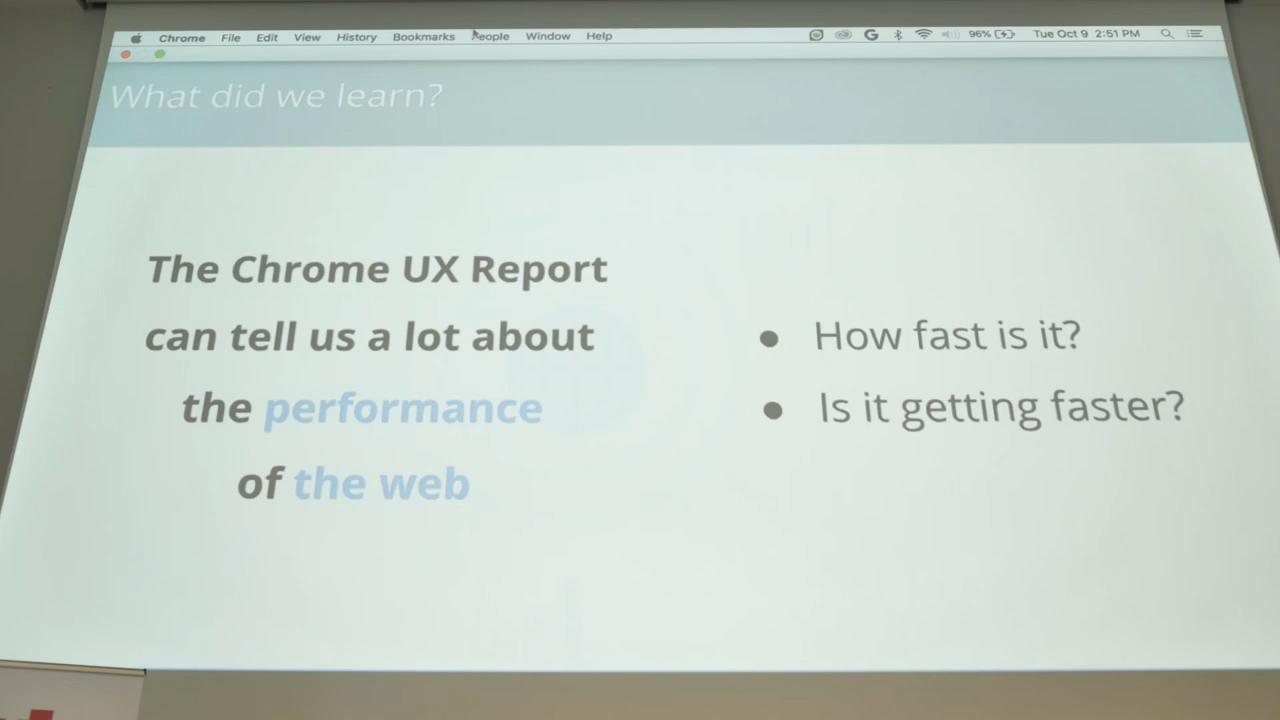 Chrome File Edit View History Bookmarks People Window Help 96% Tue Oct 9 2:51 PM
What did we learn?
The Chrome UX Report
can tell us a lot about
the performance
of the web
● How fast is it?
● Is it getting faster?